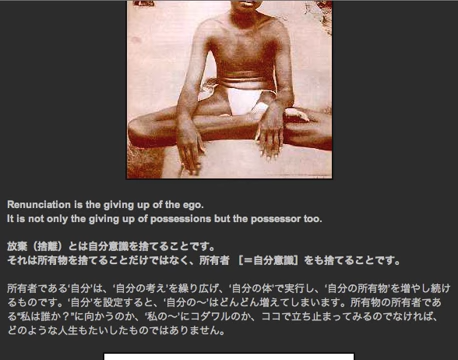 Renunciation is the giving up of the ego.
It is not only the giving up of possessions but the possessor too.
放棄（捨離）とは自分意識を捨てることです。
それは所有物を捨てることだけではなく、所有者 ［＝自分意識］をも捨てることです。
所有者である'自分'は、'自分の考え'を繰り広げ、'自分の体'で実行し、'自分の所有物'を増やし続け
るものです。'自分'を設定すると、'自分の〜'はどんどん増えてしまいます。所有物の所有者であ
る“私は誰か？”に向かうのか、‘私の〜’にコダワルのか、ココで立ち止まってみるのでなければ、
どのような人生もたいしたものではありません。